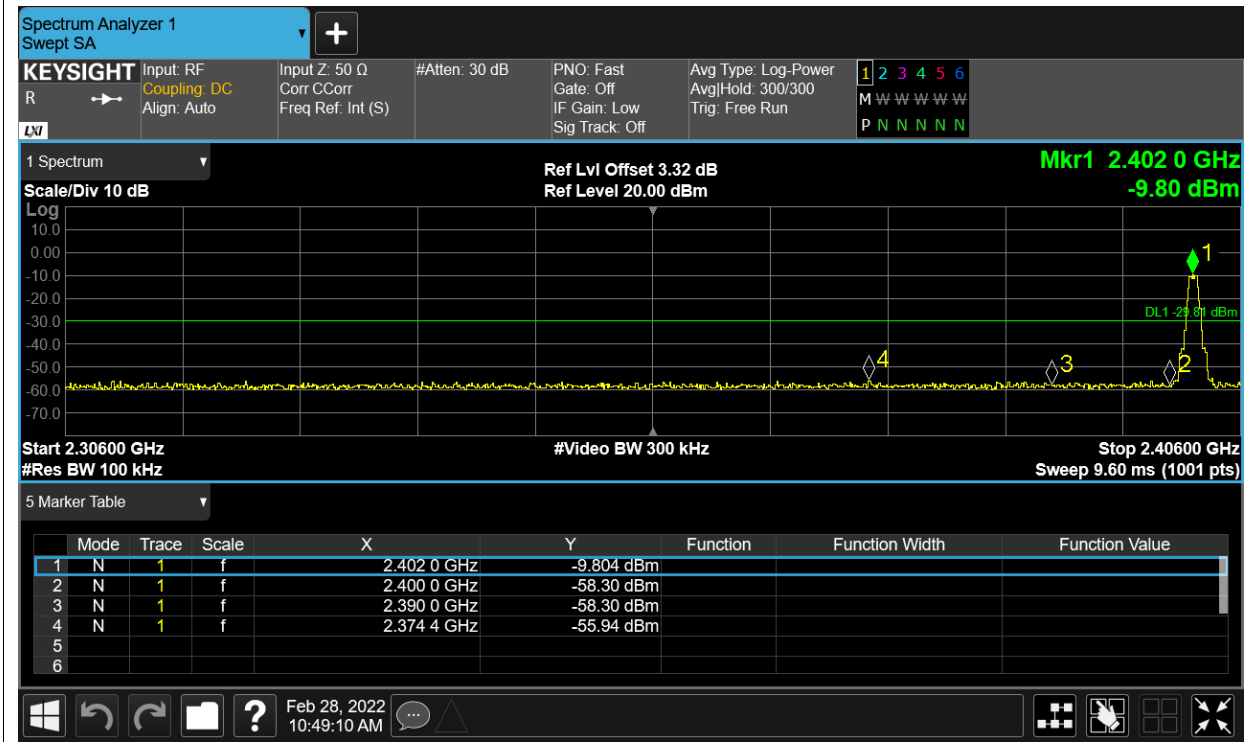 Spectrum Analyzer 1
Swept SA
KEYSIGHT
R
LXI
Input: RF
Coupling: DC
Align: Auto
Input Z: 50 Ω
Corr CCorr
Freq Ref: Int (S)
#Atten: 30 dB
PNO: Fast
Gate: Off
IF Gain: Low
Sig Track: Off
Avg Type: Log-Power
Avg|Hold: 300/300
Trig: Free Run
1 2 3 4 5 6
M W W W W W
P N N N N N
1 Spectrum
Scale/Div 10 dB
Ref Lvl Offset 3.32 dB
Ref Level 20.00 dBm
Mkr1 2.402 0 GHz
-9.80 dBm
Log
10.0
0.00
-10.0
-20.0
-30.0
-40.0
-50.0
-60.0
-70.0
1
DL1 -29.81 dBm
4
3
2
Start 2.30600 GHz
#Video BW 300 kHz
Stop 2.40600 GHz
#Res BW 100 kHz
Sweep 9.60 ms (1001 pts)
5 Marker Table
Mode Trace Scale X Y Function Function Width Function Value
1 N 1 f 2.402 0 GHz -9.804 dBm
2 N 1 f 2.400 0 GHz -58.30 dBm
3 N 1 f 2.390 0 GHz -58.30 dBm
4 N 1 f 2.374 4 GHz -55.94 dBm
5
6
?
Feb 28, 2022
10:49:10 AM